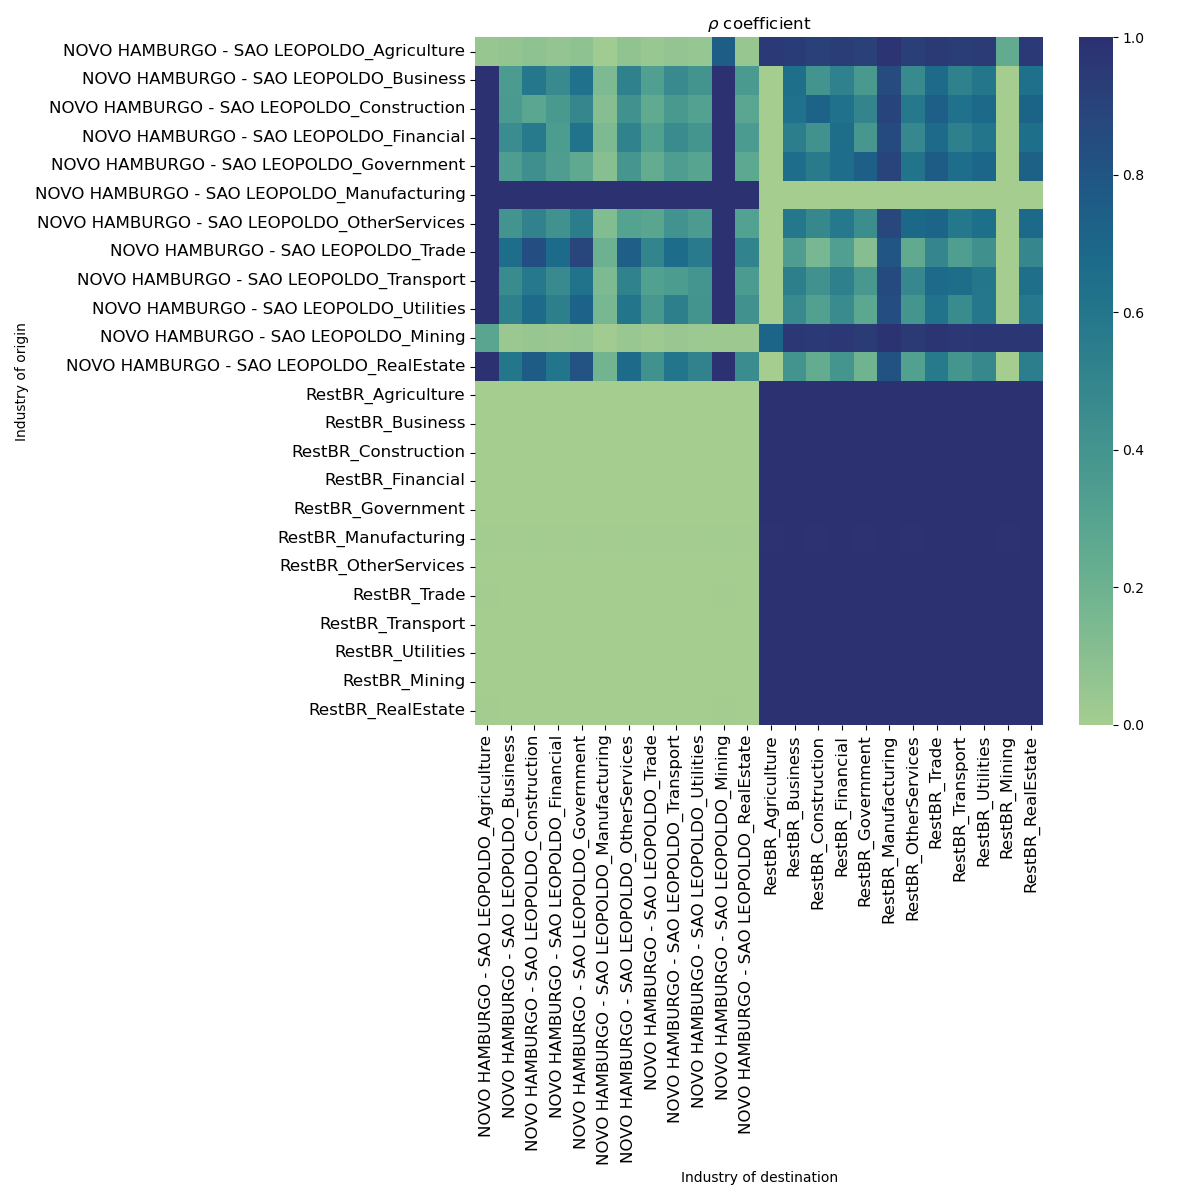 ρ coefficient
NOVO HAMBURGO - SAO LEOPOLDO_Agriculture
NOVO HAMBURGO - SAO LEOPOLDO_Business
NOVO HAMBURGO - SAO LEOPOLDO_Construction
NOVO HAMBURGO - SAO LEOPOLDO_Financial
NOVO HAMBURGO - SAO LEOPOLDO_Government
NOVO HAMBURGO - SAO LEOPOLDO_Manufacturing
NOVO HAMBURGO - SAO LEOPOLDO_OtherServices
NOVO HAMBURGO - SAO LEOPOLDO_Trade
NOVO HAMBURGO - SAO LEOPOLDO_Transport
NOVO HAMBURGO - SAO LEOPOLDO_Utilities
NOVO HAMBURGO - SAO LEOPOLDO_Mining
NOVO HAMBURGO - SAO LEOPOLDO_RealEstate
RestBR_Agriculture
RestBR_Business
RestBR_Construction
RestBR_Financial
RestBR_Government
RestBR_Manufacturing
RestBR_OtherServices
RestBR_Trade
RestBR_Transport
RestBR_Utilities
RestBR_Mining
RestBR_RealEstate
Industry of origin
NOVO HAMBURGO - SAO LEOPOLDO_Agriculture
NOVO HAMBURGO - SAO LEOPOLDO_Business
NOVO HAMBURGO - SAO LEOPOLDO_Construction
NOVO HAMBURGO - SAO LEOPOLDO_Financial
NOVO HAMBURGO - SAO LEOPOLDO_Government
NOVO HAMBURGO - SAO LEOPOLDO_Manufacturing
NOVO HAMBURGO - SAO LEOPOLDO_OtherServices
NOVO HAMBURGO - SAO LEOPOLDO_Trade
NOVO HAMBURGO - SAO LEOPOLDO_Transport
NOVO HAMBURGO - SAO LEOPOLDO_Utilities
NOVO HAMBURGO - SAO LEOPOLDO_Mining
NOVO HAMBURGO - SAO LEOPOLDO_RealEstate
RestBR_Agriculture
RestBR_Business
RestBR_Construction
RestBR_Financial
RestBR_Government
RestBR_Manufacturing
RestBR_OtherServices
RestBR_Trade
RestBR_Transport
RestBR_Utilities
RestBR_Mining
RestBR_RealEstate
Industry of destination
1.0
0.8
0.6
0.4
0.2
0.0